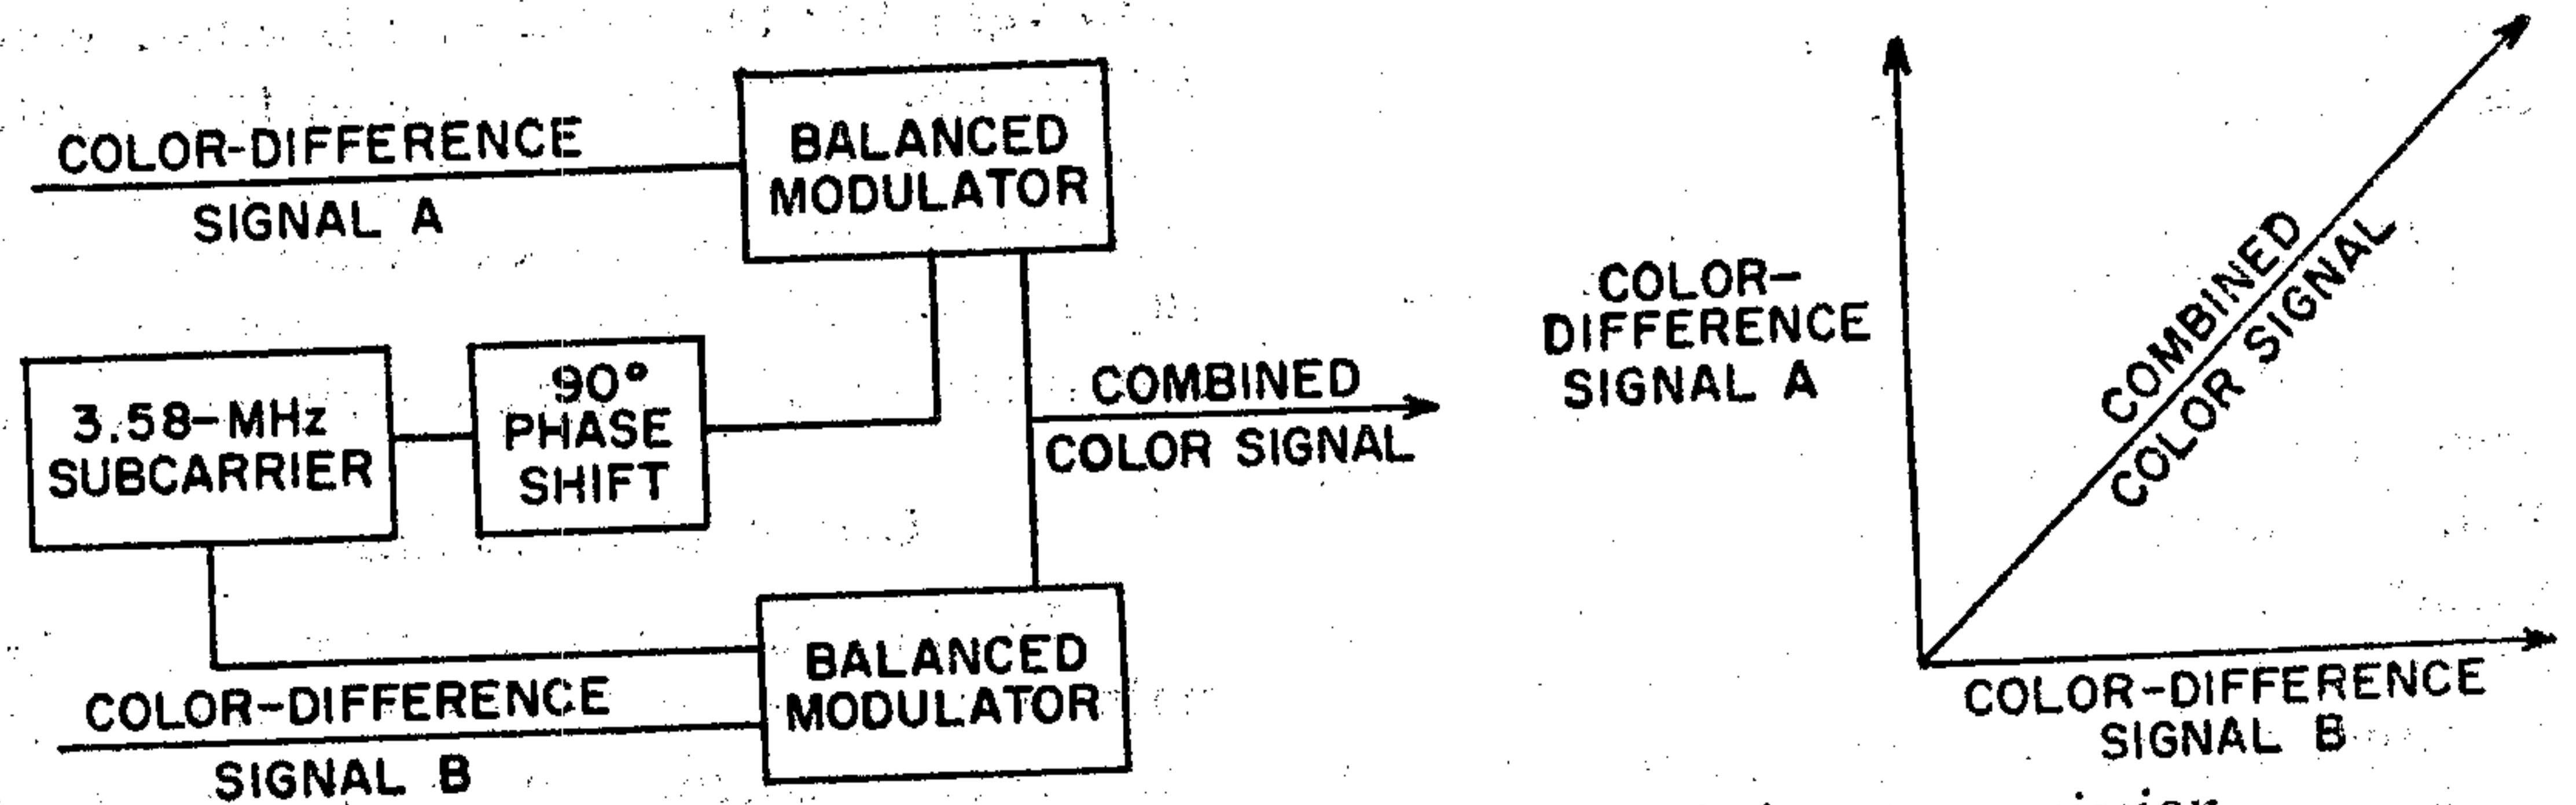 COLOR-DIFFERENCE
SIGNAL A
BALANCED
MODULATOR
3.58-MHz
SUBCARRIER
90°
PHASE
SHIFT
COMBINED
COLOR SIGNAL
COLOR-DIFFERENCE
SIGNAL B
BALANCED
MODULATOR
COLOR-
DIFFERENCE
SIGNAL A
COMBINED
COLOR SIGNAL
COLOR-DIFFERENCE
SIGNAL B